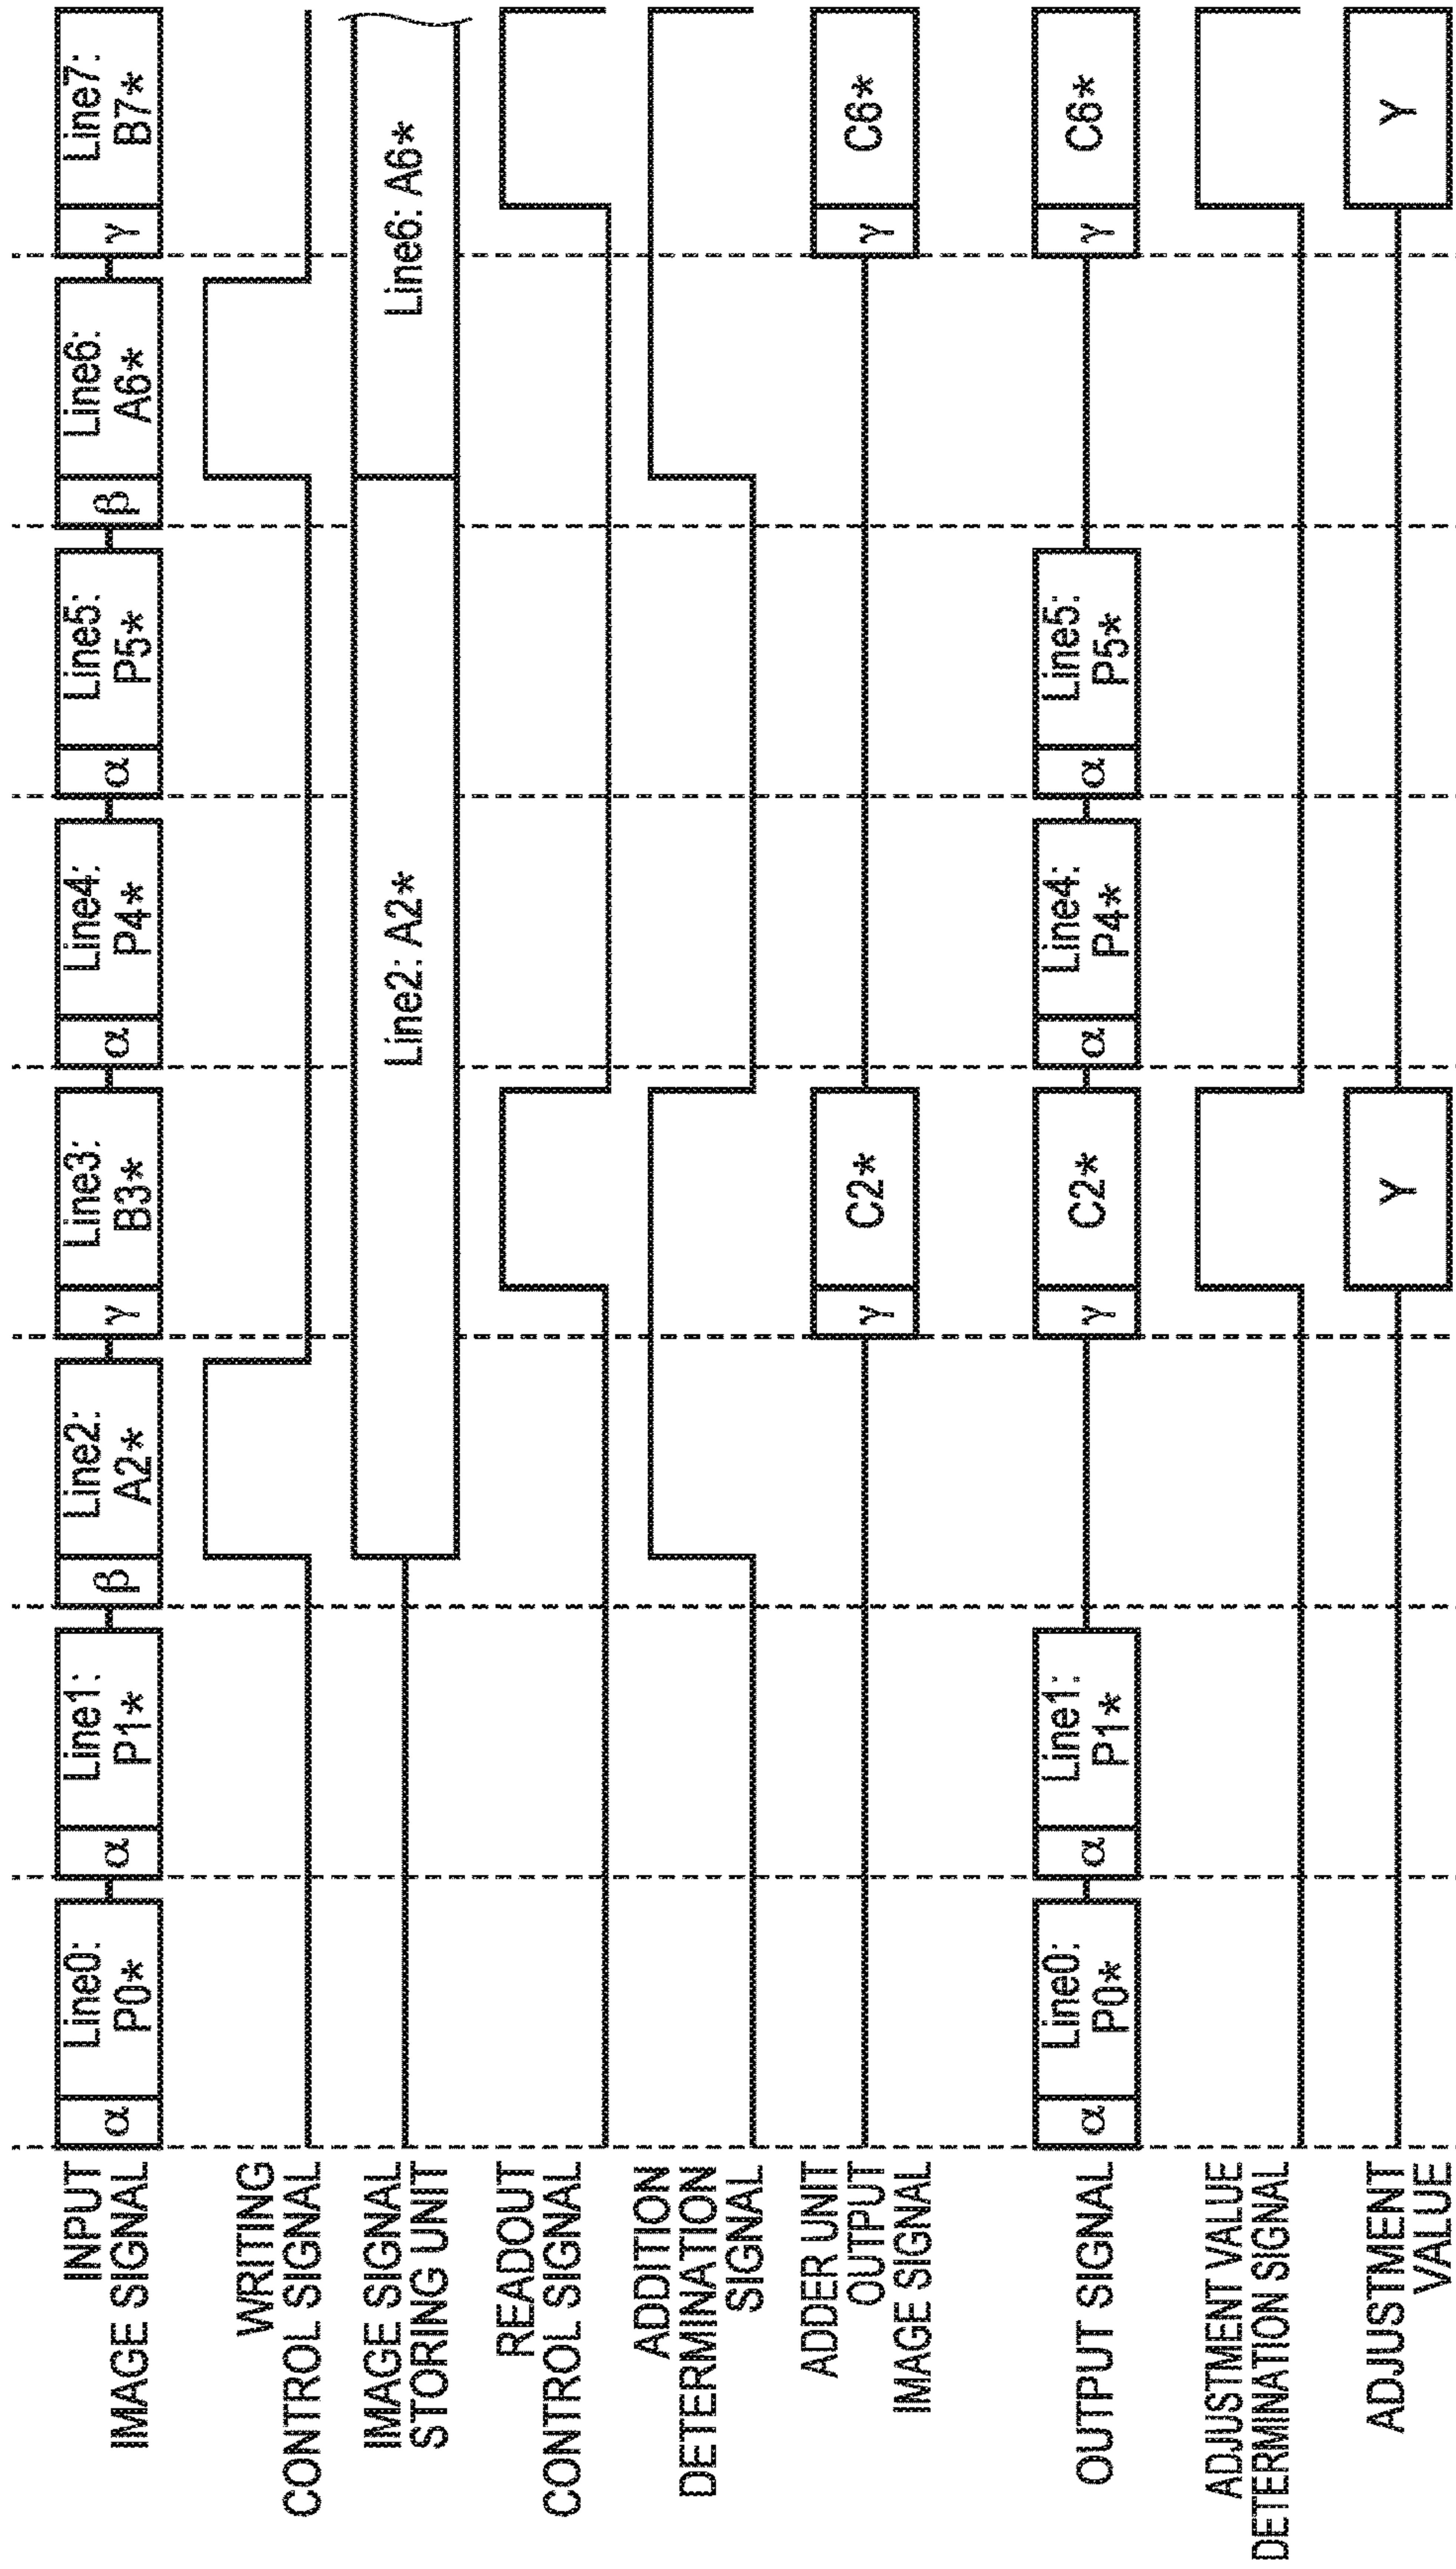 INPUT
IMAGE SIGNAL
α
Line0:
P0*
α
Line1:
P1*
β
Line2:
A2*
γ
Line3:
B3*
α
Line4:
P4*
α
Line5:
P5*
β
Line6:
A6*
γ
Line7:
B7*
WRITING
CONTROL SIGNAL
IMAGE SIGNAL
STORING UNIT
Line2: A2*
Line6: A6*
READOUT
CONTROL SIGNAL
ADDITION
DETERMINATION
SIGNAL
ADDER UNIT
OUTPUT
IMAGE SIGNAL
γ
C2*
γ
C6*
OUTPUT SIGNAL
α
Line0:
P0*
α
Line1:
P1*
γ
C2*
α
Line4:
P4*
α
Line5:
P5*
γ
C6*
ADJUSTMENT VALUE
DETERMINATION SIGNAL
ADJUSTMENT
VALUE
Y
Y